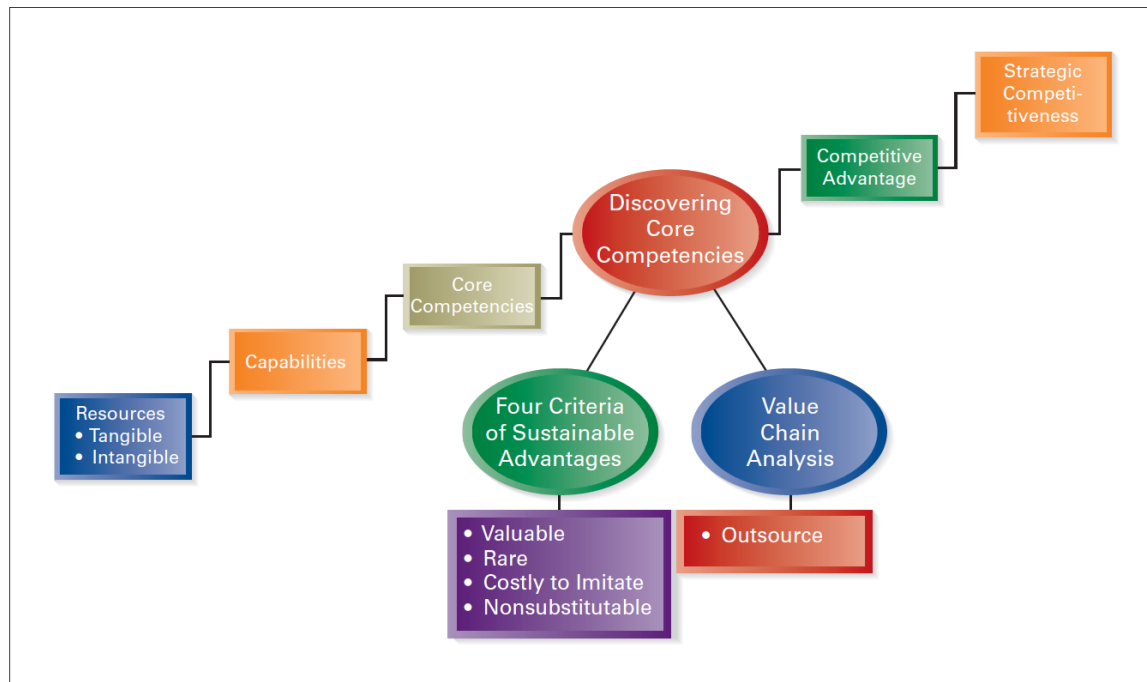 Resources
• Tangible
• Intangible
Capabilities
Core
Competencies
Discovering
Core
Competencies
Competitive
Advantage
Strategic
Competi-
tiveness
Four Criteria
of Sustainable
Advantages
• Valuable
• Rare
• Costly to Imitate
• Nonsubstitutable
Value
Chain
Analysis
• Outsource